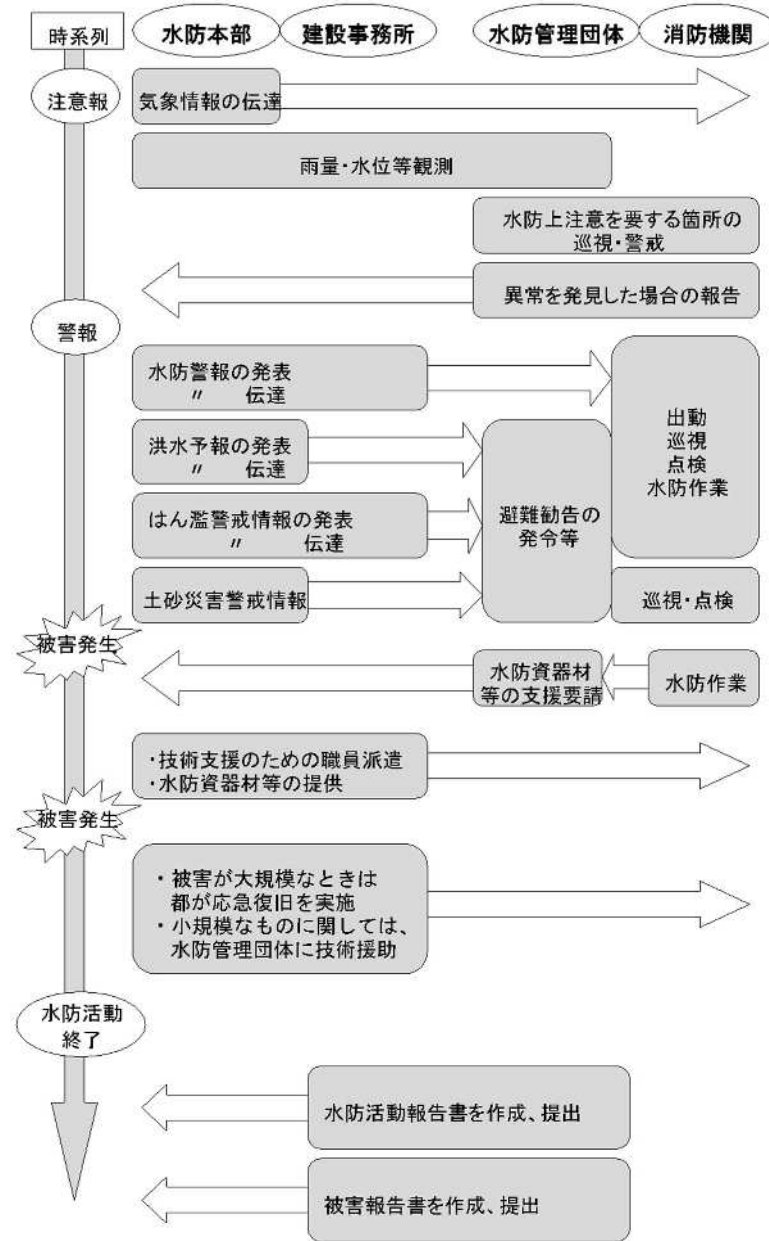 時系列
水防本部
建設事務所
水防管理団体
消防機関
注意報
気象情報の伝達
雨量・水位等観測
水防上注意を要する箇所の
巡視・警戒
異常を発見した場合の報告
警報
水防警報の発表
〃 伝達
洪水予報の発表
〃 伝達
はん濫警戒情報の発表
〃 伝達
土砂災害警戒情報
避難勧告の
発令等
出動
巡視
点検
水防作業
巡視・点検
被害発生
水防資器材
等の支援要請
水防作業
・技術支援のための職員派遣
・水防資器材等の提供
被害発生
・被害が大規模なときは
都が応急復旧を実施
・小規模なものに関しては、
水防管理団体に技術援助
水防活動
終了
水防活動報告書を作成、提出
被害報告書を作成、提出